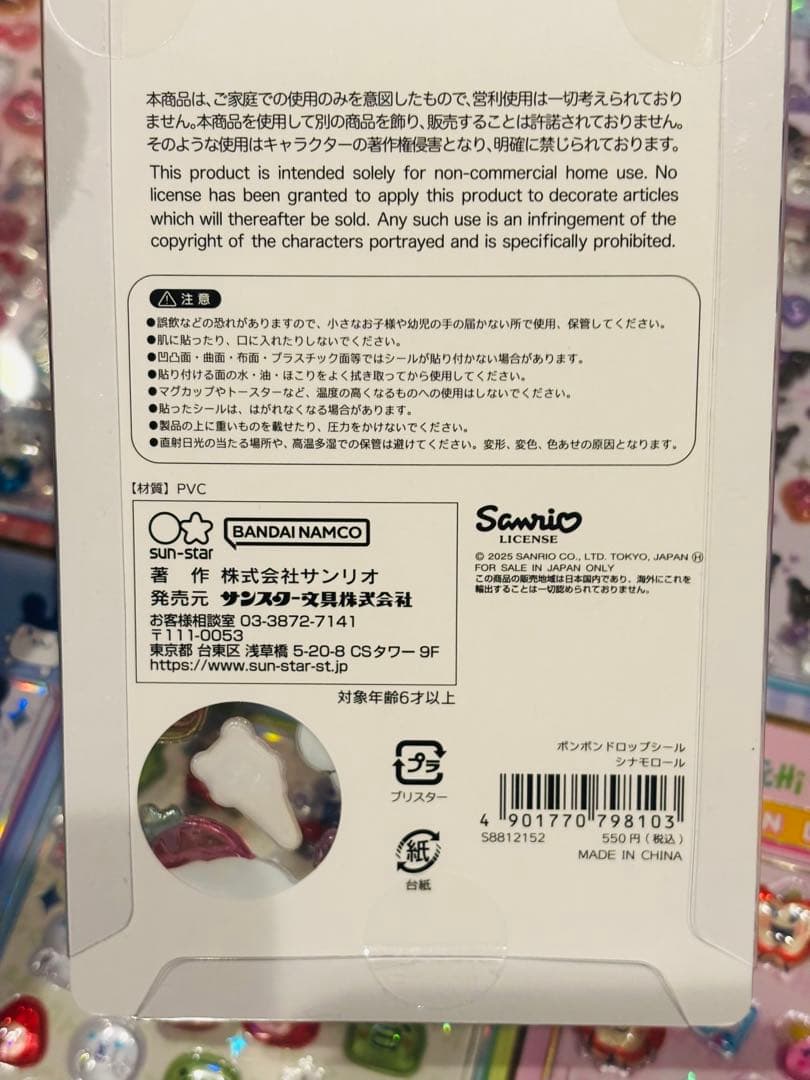 本商品は、ご家庭での使用のみを意図したもので、営利使用は一切考えられており
ません。本商品を使用して別の商品を飾り、販売することは許諾されておりません。
そのような使用はキャラクターの著作権侵害となり、明確に禁じられております。
This product is intended solely for non-commercial home use. No
license has been granted to apply this product to decorate articles
which will thereafter be sold. Any such use is an infringement of the
copyright of the characters portrayed and is specifically prohibited.
注意
●誤飲などの恐れがありますので、小さなお子様や幼児の手の届かない所で使用、保管してください。
●肌に貼ったり、口に入れたりしないでください。
●凹凸面・曲面・布面・プラスチック面等ではシールが貼り付かない場合があります。
●貼り付ける面の水・油・ほこりをよく拭き取ってから使用してください。
●マグカップやトースターなど、温度の高くなるものへの使用はしないでください。
●貼ったシールは、はがれなくなる場合があります。
●製品の上に重いものを載せたり、圧力をかけないでください。
●直射日光の当たる場所や、高温多湿での保管は避けてください。変形、変色、色あせの原因となります。
【材質】PVC
sun-star BANDAI NAMCO
著 作 株式会社サンリオ
発売元 サンスター文具株式会社
お客様相談室 03-3872-7141
〒111-0053
東京都 台東区 浅草橋 5-20-8 CSタワー 9F
https://www.sun-star-st.jp
Sanrio
LICENSE
© 2025 SANRIO CO., LTD. TOKYO, JAPAN Ⓗ
FOR SALE IN JAPAN ONLY
この商品の販売地域は日本国内であり、海外にこれを
輸出することは一切認められておりません。
対象年齢6才以上
プラ
ブリスター
紙
台紙
ボンボンドロップシール
シナモロール
4 901770 798103
S8812152 550円(税込)
MADE IN CHINA